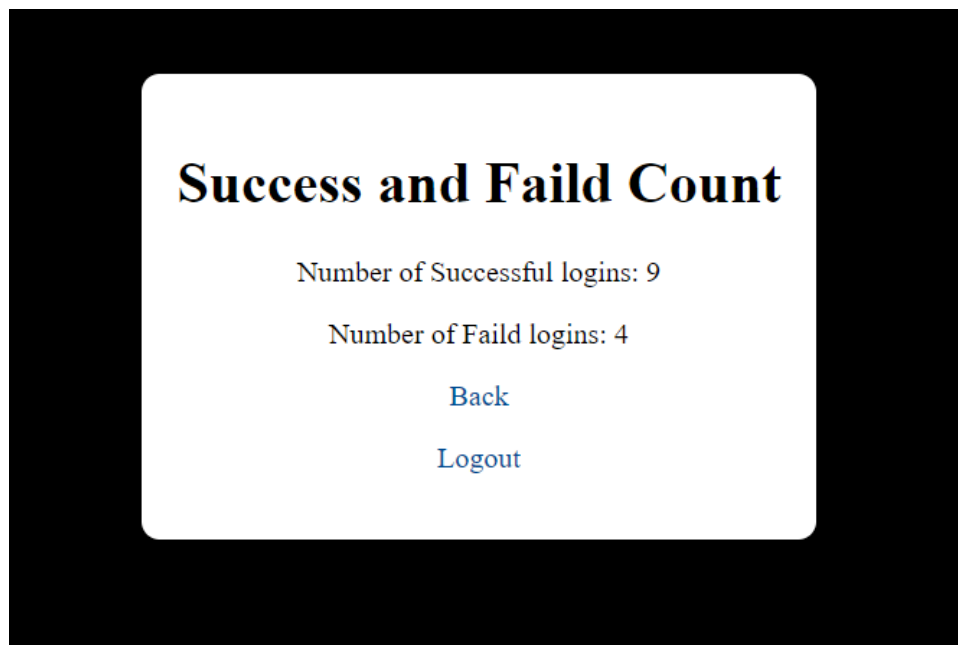 Success and Faild Count
Number of Successful logins: 9
Number of Faild logins: 4
Back
Logout